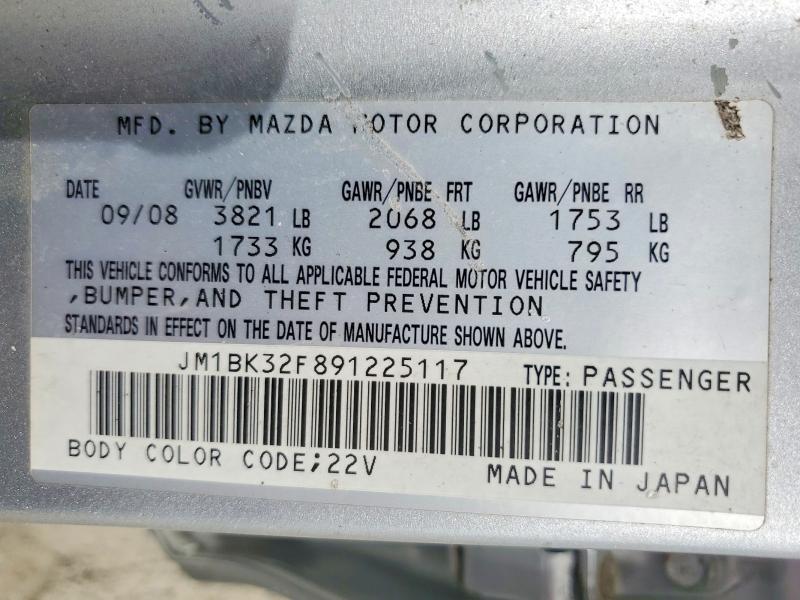 MFD. BY MAZDA MOTOR CORPORATION
DATE GVWR/PNBV GAWR/PNBE FRT GAWR/PNBE RR
09/08 3821 LB 2068 LB 1753 LB
1733 KG 938 KG 795 KG
THIS VEHICLE CONFORMS TO ALL APPLICABLE FEDERAL MOTOR VEHICLE SAFETY
,BUMPER,AND THEFT PREVENTION
STANDARDS IN EFFECT ON THE DATE OF MANUFACTURE SHOWN ABOVE.
JM1BK32F891225117 TYPE: PASSENGER
BODY COLOR CODE;22V MADE IN JAPAN